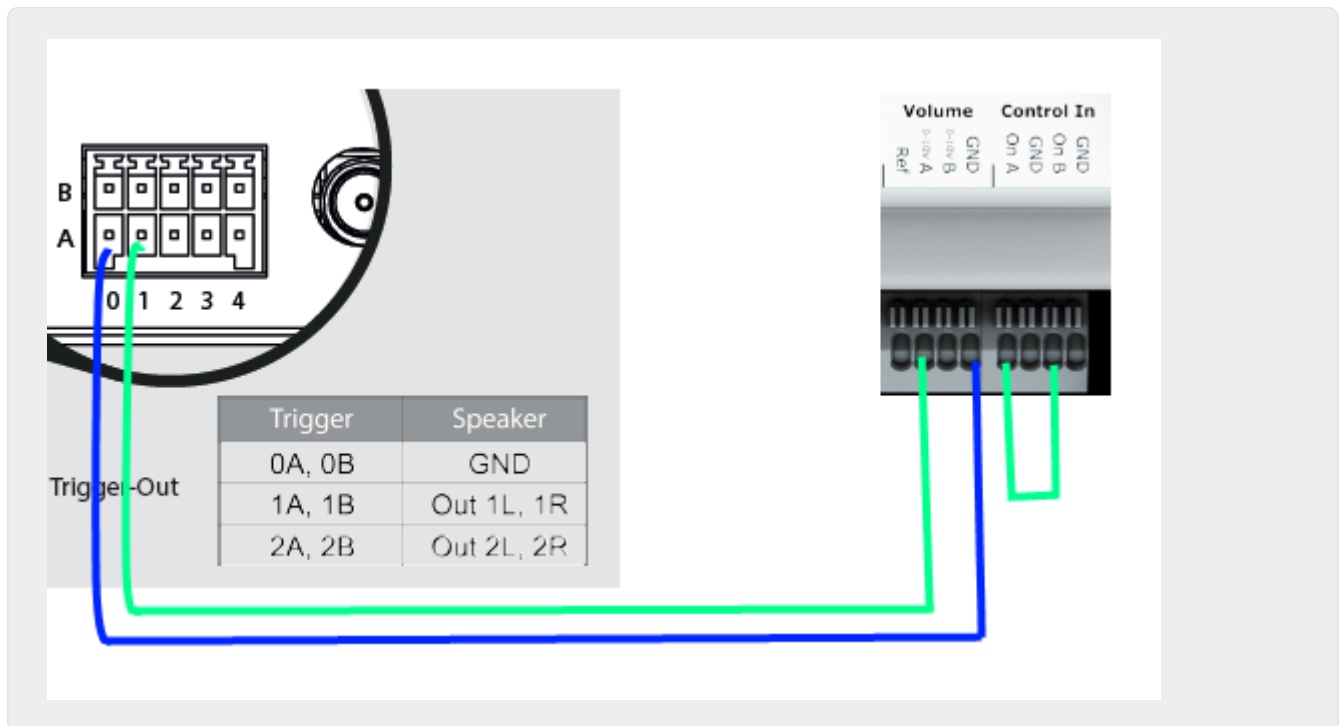 Volume Control In
Ref 0-10V A 0-10V B GND On A GND On B GND
B
A
0 1 2 3 4
Trigger Speaker
0A, 0B GND
Trigger-Out
1A, 1B Out 1L, 1R
2A, 2B Out 2L, 2R